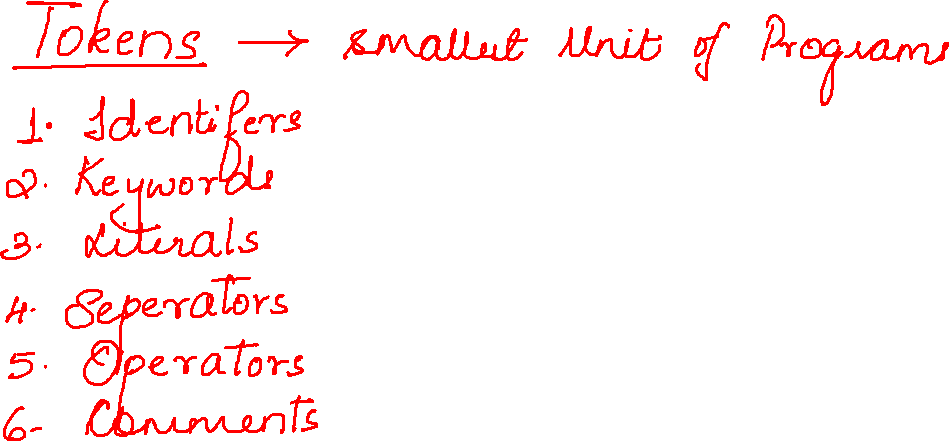 Tokens → smallest Unit of Programs
1. Identifers
2. Keywords
3. Literals
4. Seperators
5. Operators
6- Comments